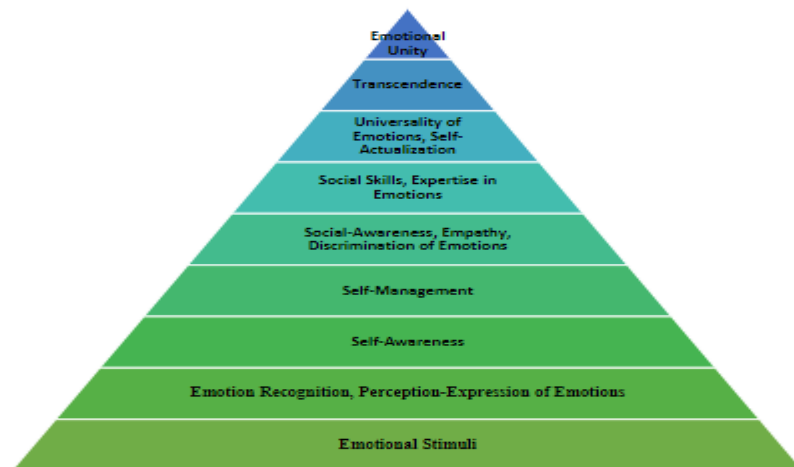 Emotional
Unity
Transcendence
Universality of
Emotions, Self-
Actualization
Social Skills, Expertise in
Emotions
Social-Awareness, Empathy,
Discrimination of Emotions
Self-Management
Self-Awareness
Emotion Recognition, Perception-Expression of Emotions
Emotional Stimuli